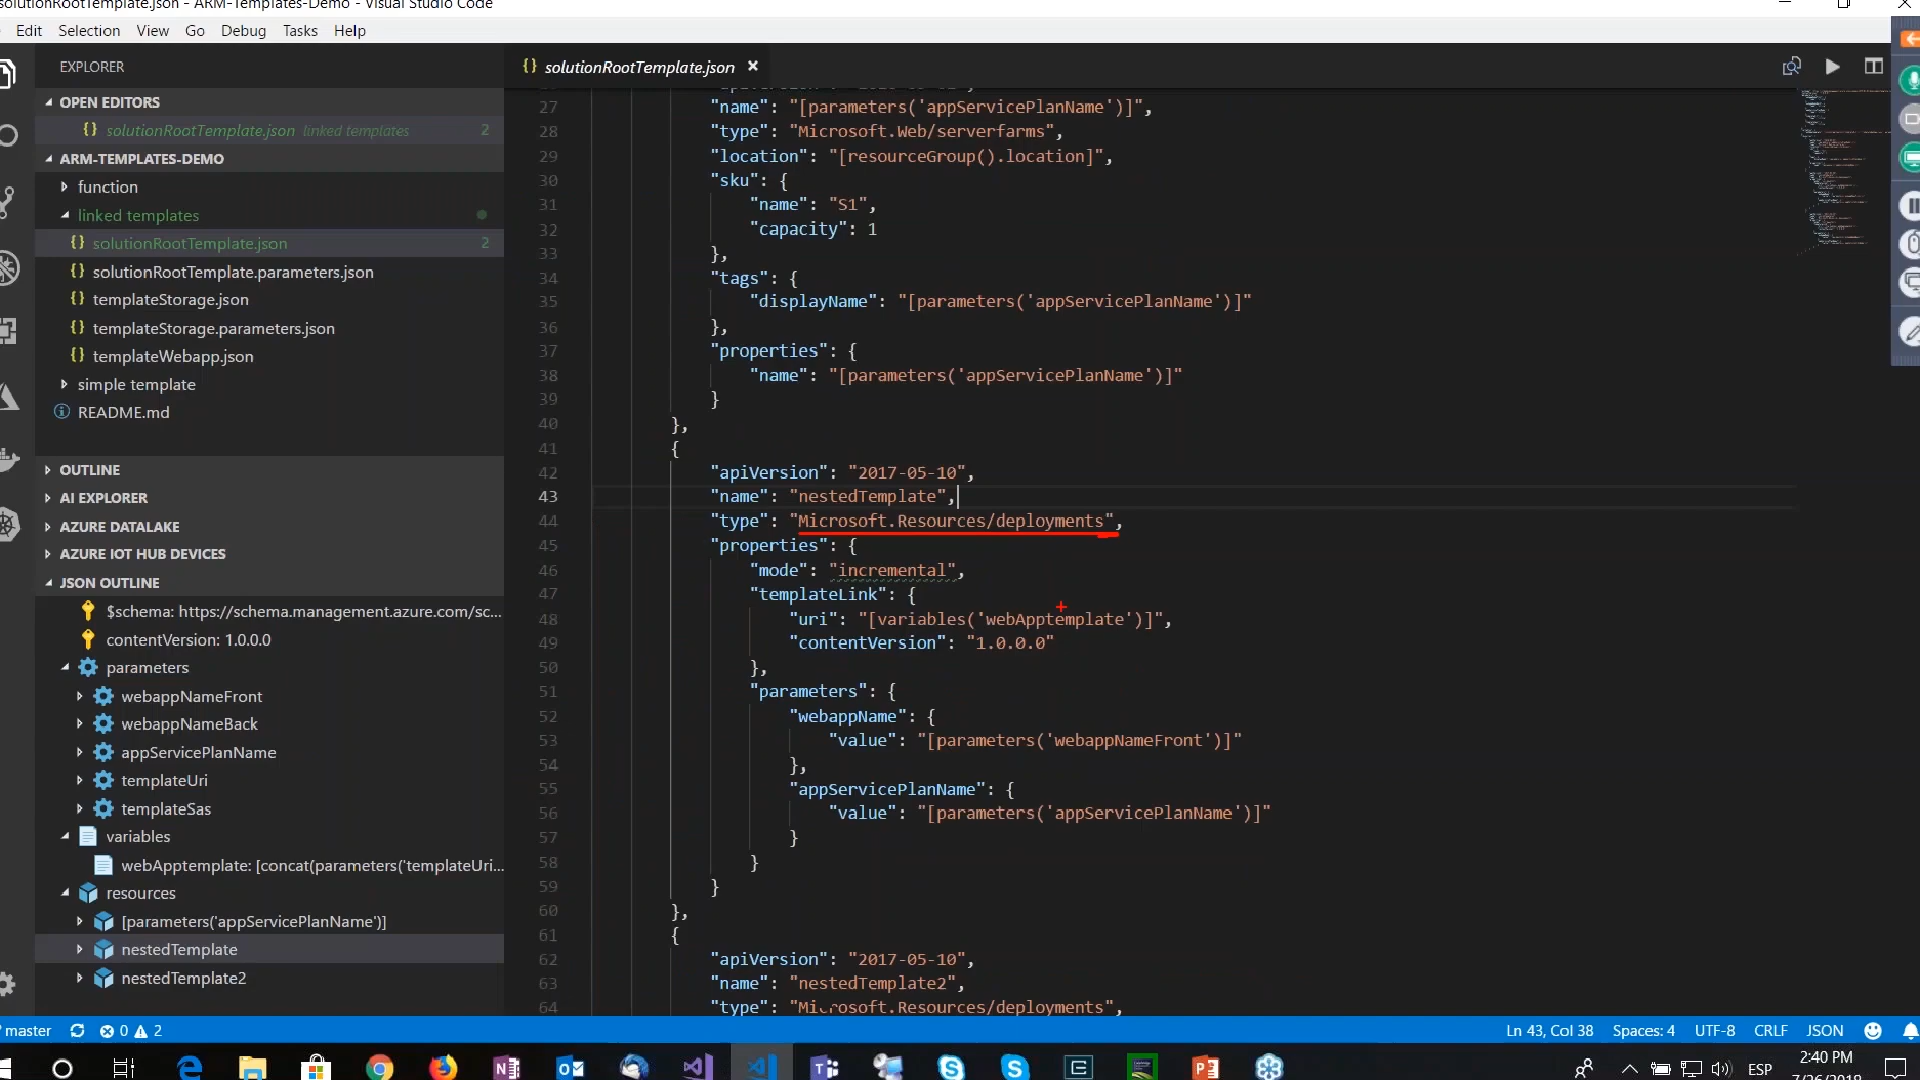 solutionRootTemplate.json - ARM-Templates-Demo - Visual Studio Code
Edit Selection View Go Debug Tasks Help
EXPLORER
OPEN EDITORS
{} solutionRootTemplate.json linked templates 2
ARM-TEMPLATES-DEMO
function
linked templates
{} solutionRootTemplate.json 2
{} solutionRootTemplate.parameters.json
{} templateStorage.json
{} templateStorage.parameters.json
{} templateWebapp.json
simple template
README.md
OUTLINE
AI EXPLORER
AZURE DATALAKE
AZURE IOT HUB DEVICES
JSON OUTLINE
$schema: https://schema.management.azure.com/sc...
contentVersion: 1.0.0.0
parameters
webappNameFront
webappNameBack
appServicePlanName
templateUri
templateSas
variables
webApptemplate: [concat(parameters('templateUri...
resources
[parameters('appServicePlanName')]
nestedTemplate
nestedTemplate2
{} solutionRootTemplate.json ×
27 "name": "[parameters('appServicePlanName')]",
28 "type": "Microsoft.Web/serverfarms",
29 "location": "[resourceGroup().location]",
30 "sku": {
31 "name": "S1",
32 "capacity": 1
33 },
34 "tags": {
35 "displayName": "[parameters('appServicePlanName')]"
36 },
37 "properties": {
38 "name": "[parameters('appServicePlanName')]"
39 }
40 },
41 {
42 "apiVersion": "2017-05-10",
43 "name": "nestedTemplate",
44 "type": "Microsoft.Resources/deployments",
45 "properties": {
46 "mode": "incremental",
47 "templateLink": {
48 "uri": "[variables('webApptemplate')]",
49 "contentVersion": "1.0.0.0"
50 },
51 "parameters": {
52 "webappName": {
53 "value": "[parameters('webappNameFront')]"
54 },
55 "appServicePlanName": {
56 "value": "[parameters('appServicePlanName')]"
57 }
58 }
59 }
60 },
61 {
62 "apiVersion": "2017-05-10",
63 "name": "nestedTemplate2",
64 "type": "Microsoft.Resources/deployments",
master 0 2 Ln 43, Col 38 Spaces: 4 UTF-8 CRLF JSON
ESP 2:40 PM
7/26/2018